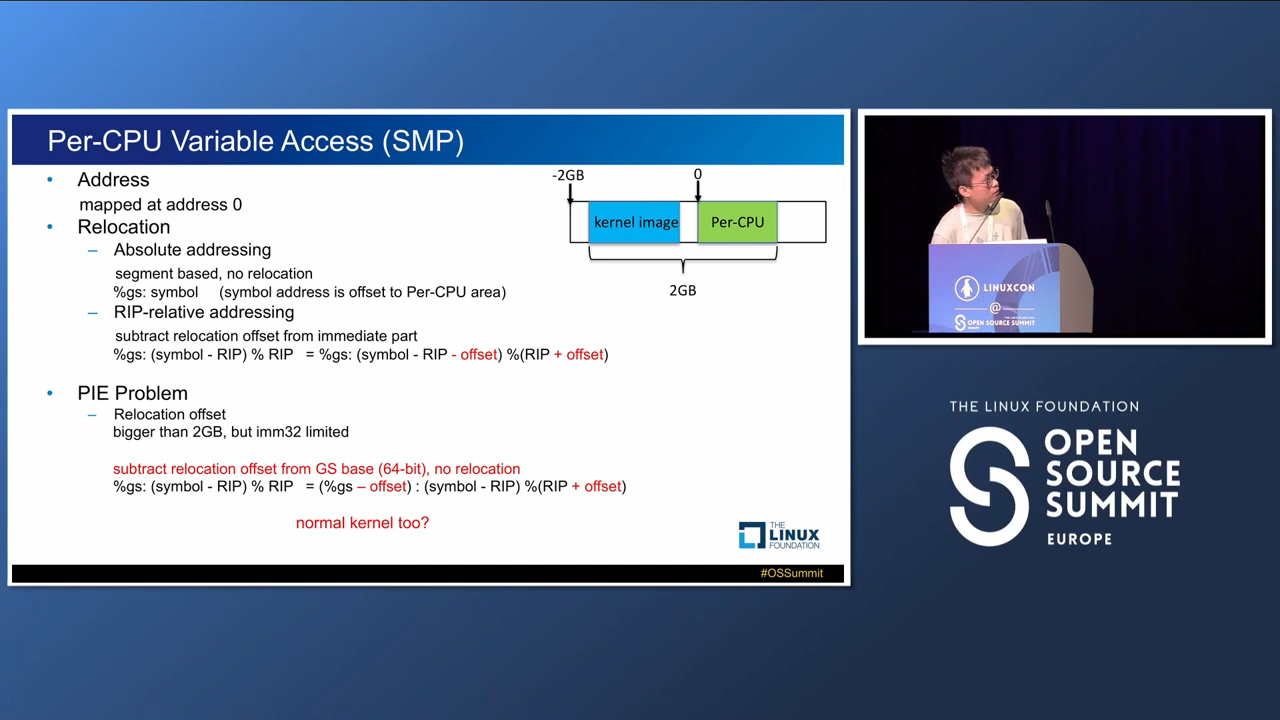 Per-CPU Variable Access (SMP)
• Address
mapped at address 0
• Relocation
– Absolute addressing
segment based, no relocation
%gs: symbol (symbol address is offset to Per-CPU area)
– RIP-relative addressing
subtract relocation offset from immediate part
%gs: (symbol - RIP) % RIP = %gs: (symbol - RIP - offset) %(RIP + offset)
• PIE Problem
– Relocation offset
bigger than 2GB, but imm32 limited
subtract relocation offset from GS base (64-bit), no relocation
%gs: (symbol - RIP) % RIP = (%gs – offset) : (symbol - RIP) %(RIP + offset)
normal kernel too?
-2GB
0
kernel image
Per-CPU
2GB
THE
LINUX
FOUNDATION
#OSSummit
LINUXCON
@
OPEN SOURCE SUMMIT
THE LINUX FOUNDATION
OPEN
SOURCE
SUMMIT
EUROPE